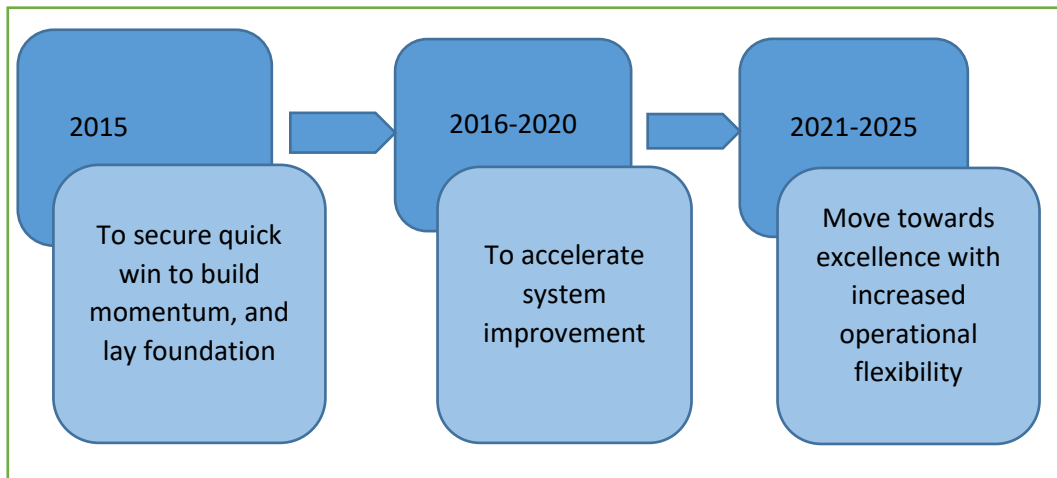 2015
To secure quick
win to build
momentum, and
lay foundation
2016-2020
To accelerate
system
improvement
2021-2025
Move towards
excellence with
increased
operational
flexibility